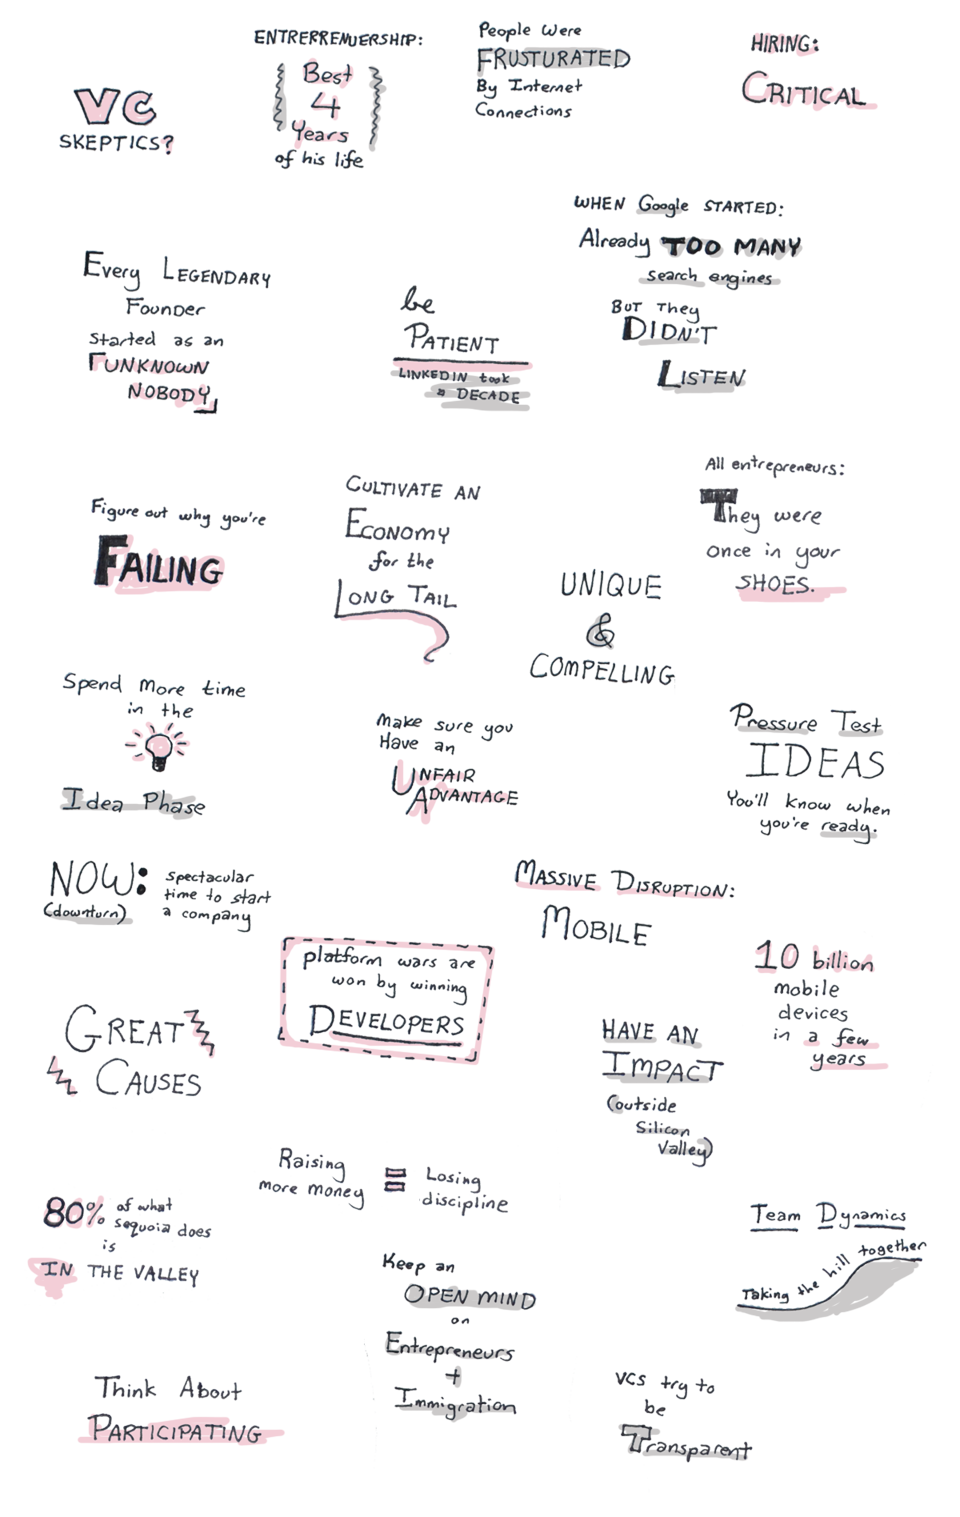 VC
SKEPTICS?
ENTRERRENUERSHIP:
Best
4
Years
of his life
People Were
FRUSTURATED
By Internet
Connections
HIRING:
CRITICAL
Every LEGENDARY
Founder
Started as an
FUNKNOWN
NOBODY
be
PATIENT
LINKEDIN took
a DECADE
WHEN Google STARTED:
Already TOO MANY
search engines
BUT They
DIDN'T
LISTEN
Figure out why you're
FAILING
CULTIVATE AN
ECONOMY
for the
LONG TAIL
UNIQUE
&
COMPELLING
All entrepreneurs:
They were
once in your
SHOES.
Spend More time
in the
Idea Phase
Make sure you
Have an
UNFAIR
ADVANTAGE
Pressure Test
IDEAS
You'll know when
you're ready.
NOW:
(downturn)
spectacular
time to start
a company
MASSIVE DISRUPTION:
MOBILE
platform wars are
won by winning
DEVELOPERS
10 billion
mobile
devices
in a few
years
GREAT
CAUSES
HAVE AN
IMPACT
(outside
Silicon
Valley)
Raising
more money
=
Losing
discipline
80% of what
sequoia does
is
IN THE VALLEY
Team Dynamics
Taking the hill together
Keep an
OPEN MIND
on
Entrepreneurs
+
Immigration
Think About
PARTICIPATING
VCs try to
be
Transparent